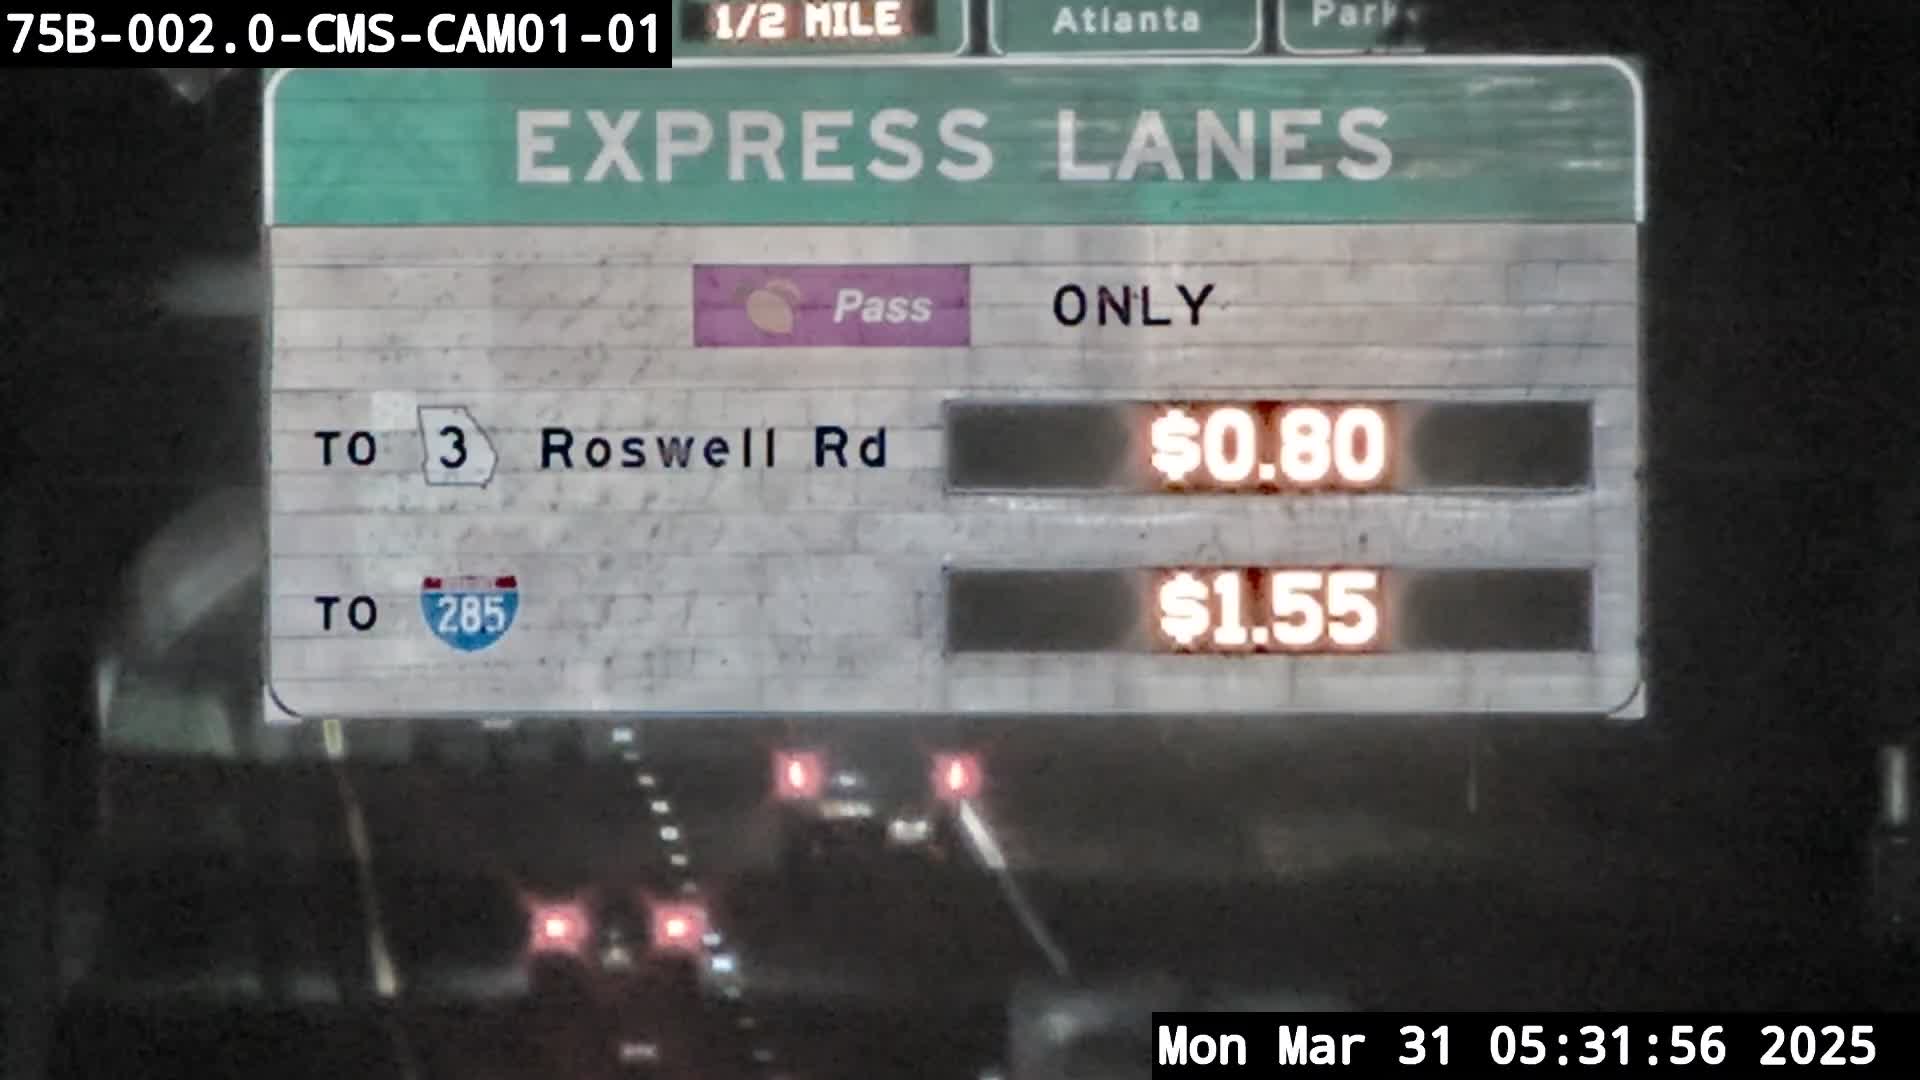 75B-002.0-CMS-CAM01-01
1/2 MILE
Atlanta
EXPRESS LANES
Pass ONLY
TO 3 Roswell Rd $0.80
TO 285 $1.55
Mon Mar 31 05:31:56 2025